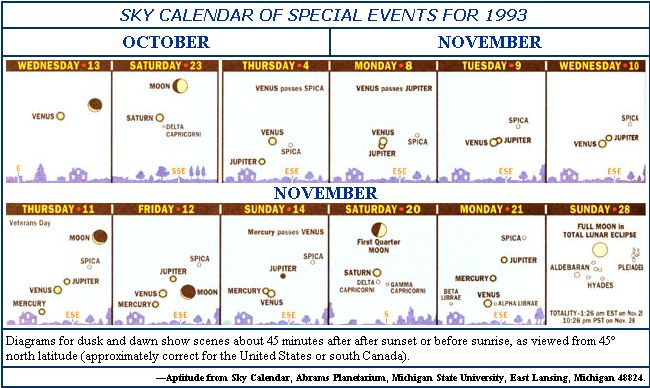 SKY CALENDAR OF SPECIAL EVENTS FOR 1993
OCTOBER
NOVEMBER
WEDNESDAY • 13
VENUS
E
SATURDAY • 23
MOON
SATURN
DELTA
CAPRICORNI
SSE
THURSDAY • 4
VENUS passes SPICA
VENUS
SPICA
JUPITER
ESE
MONDAY • 8
VENUS passes JUPITER
VENUS
JUPITER
SPICA
ESE
TUESDAY • 9
SPICA
VENUS
JUPITER
ESE
WEDNESDAY • 10
SPICA
JUPITER
VENUS
ESE
NOVEMBER
THURSDAY • 11
Veterans Day
MOON
SPICA
JUPITER
VENUS
MERCURY
ESE
FRIDAY • 12
SPICA
JUPITER
VENUS
MOON
MERCURY
ESE
SUNDAY • 14
Mercury passes VENUS
SPICA
JUPITER
MERCURY
VENUS
ESE
SATURDAY • 20
First Quarter
MOON
SATURN
DELTA
CAPRICORNI
GAMMA
CAPRICORNI
S
MONDAY • 21
SPICA
JUPITER
MERCURY
BETA
LIBRAE
VENUS
ALPHA LIBRAE
ESE
SUNDAY • 28
FULL MOON in
TOTAL LUNAR ECLIPSE
ALDEBARAN
PLEIADES
HYADES
TOTALITY-1:26 am EST on Nov. 29
10:26 pm PST on Nov. 28
Diagrams for dusk and dawn show scenes about 45 minutes after after sunset or before sunrise, as viewed from 45°
north latitude (approximately correct for the United States or south Canada).
—Aptitude from Sky Calendar, Abrams Planetarium, Michigan State University, East Lansing, Michigan 48824.